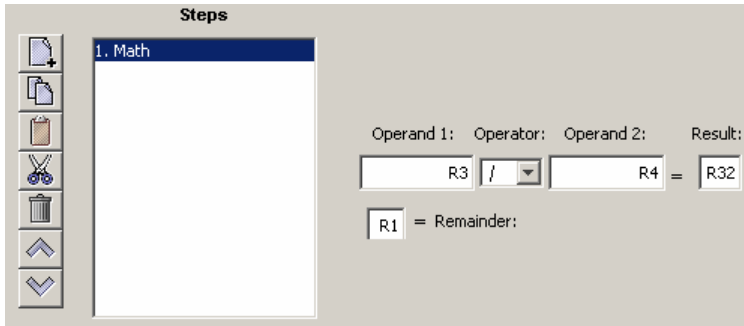 Steps
1. Math
Operand 1: Operator: Operand 2: Result:
R3 / R4 = R32
R1 = Remainder: